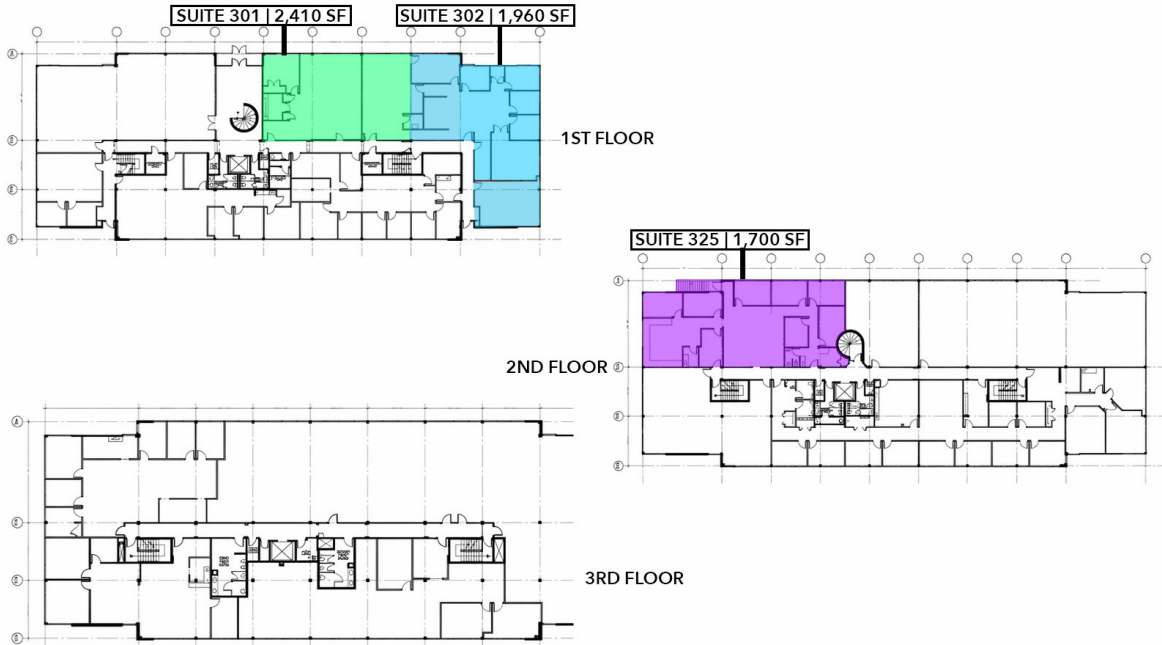 SUITE 301 | 2,410 SF
SUITE 302 | 1,960 SF
1ST FLOOR
SUITE 325 | 1,700 SF
2ND FLOOR
3RD FLOOR